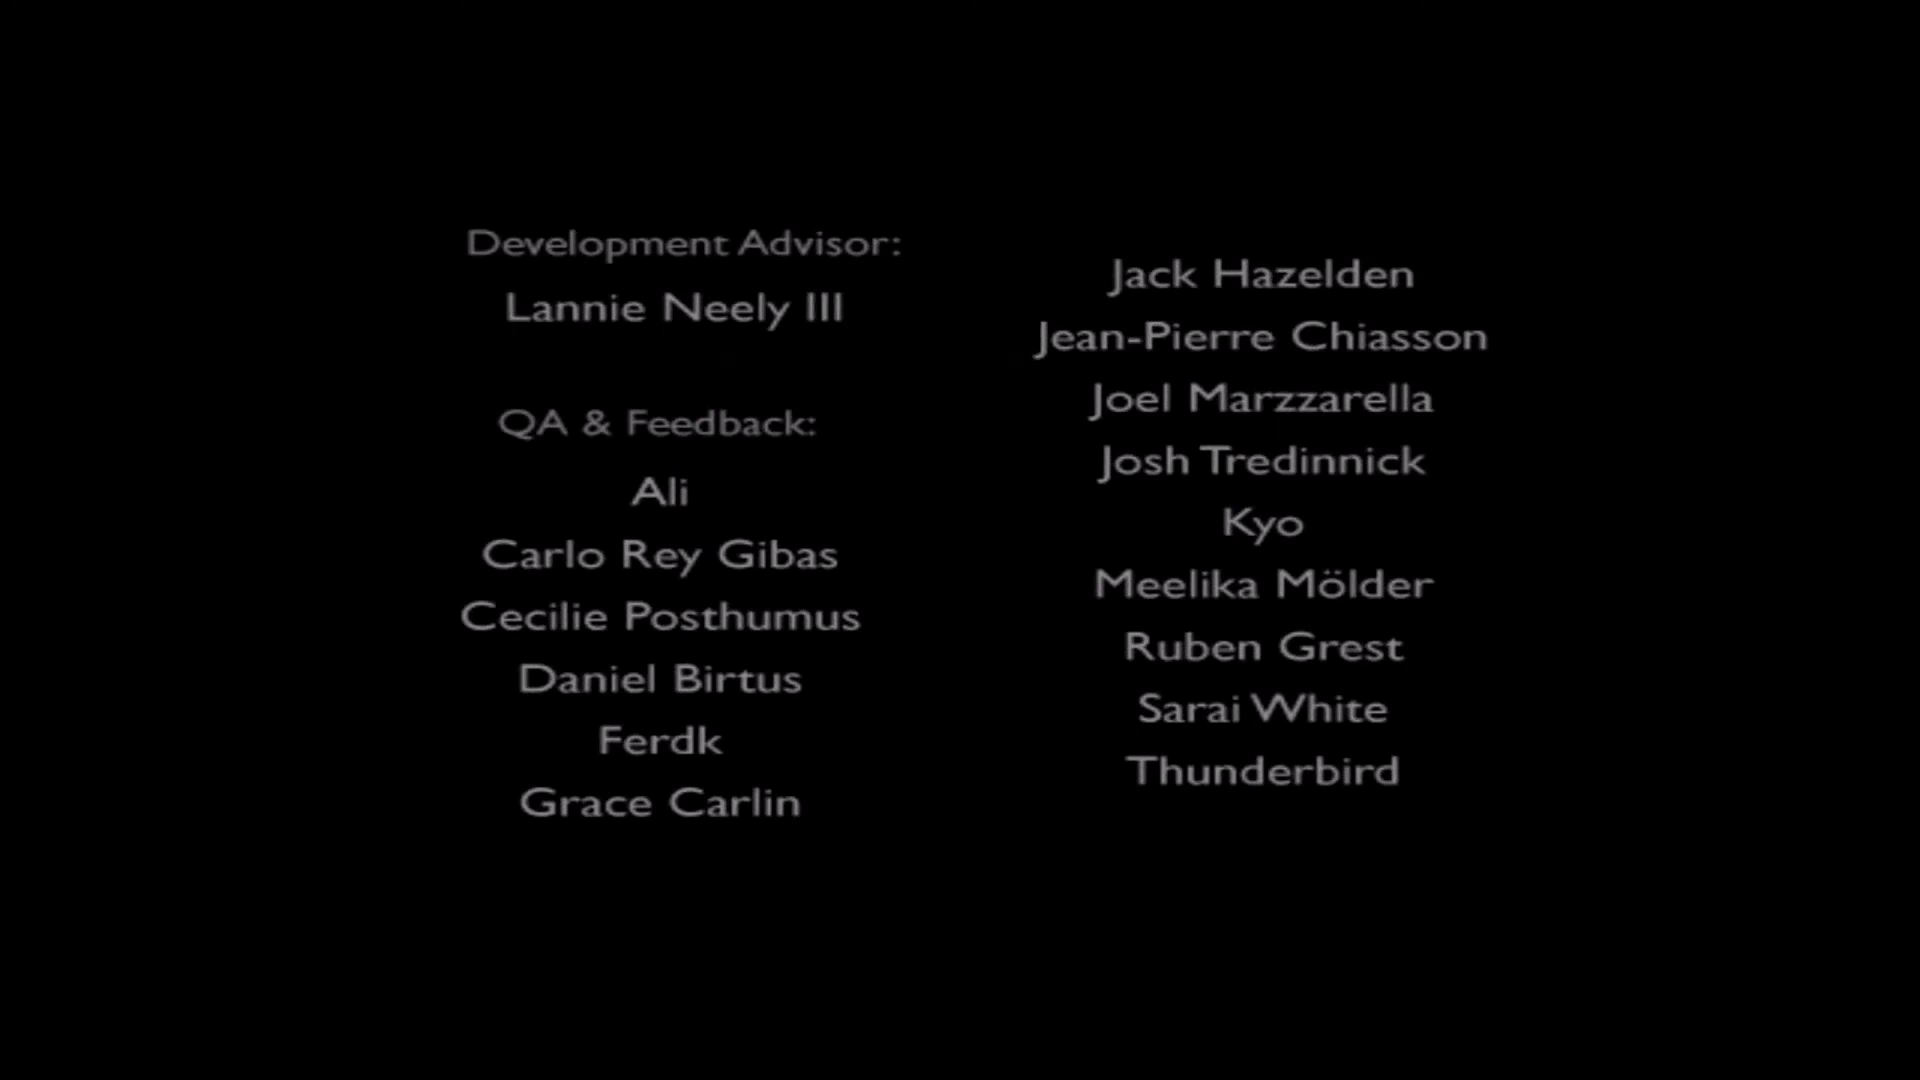 Development Advisor:
Lannie Neely III
QA & Feedback:
Ali
Carlo Rey Gibas
Cecilie Posthumus
Daniel Birtus
Ferdk
Grace Carlin
Jack Hazelden
Jean-Pierre Chiasson
Joel Marzzarella
Josh Tredinnick
Kyo
Meelika Mölder
Ruben Grest
Sarai White
Thunderbird